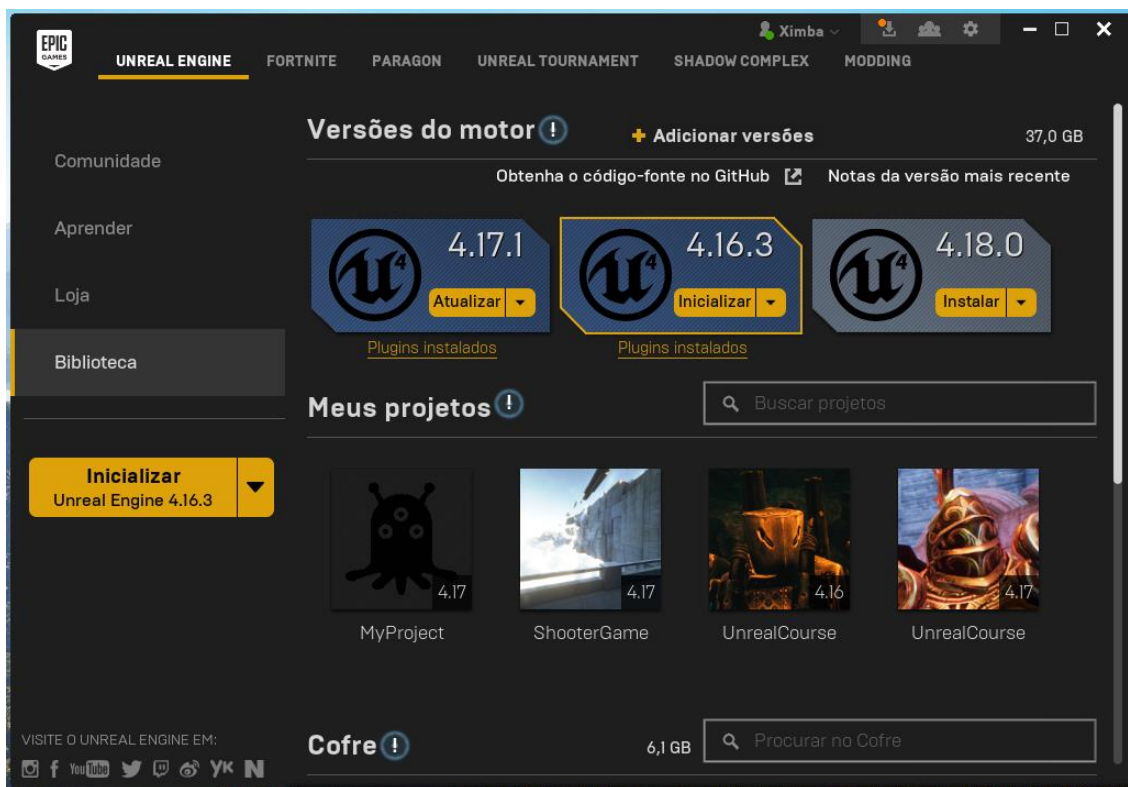 EPIC
GAMES
Ximba
UNREAL ENGINE FORTNITE PARAGON UNREAL TOURNAMENT SHADOW COMPLEX MODDING
Comunidade
Aprender
Loja
Biblioteca
Inicializar
Unreal Engine 4.16.3
VISITE O UNREAL ENGINE EM:
You Tube
Versões do motor
Adicionar versões
37,0 GB
Obtenha o código-fonte no GitHub
Notas da versão mais recente
4.17.1
Atualizar
Plugins instalados
4.16.3
Inicializar
Plugins instalados
4.18.0
Instalar
Meus projetos
Buscar projetos
4.17
MyProject
4.17
ShooterGame
4.16
UnrealCourse
4.17
UnrealCourse
Cofre
6,1 GB
Procurar no Cofre